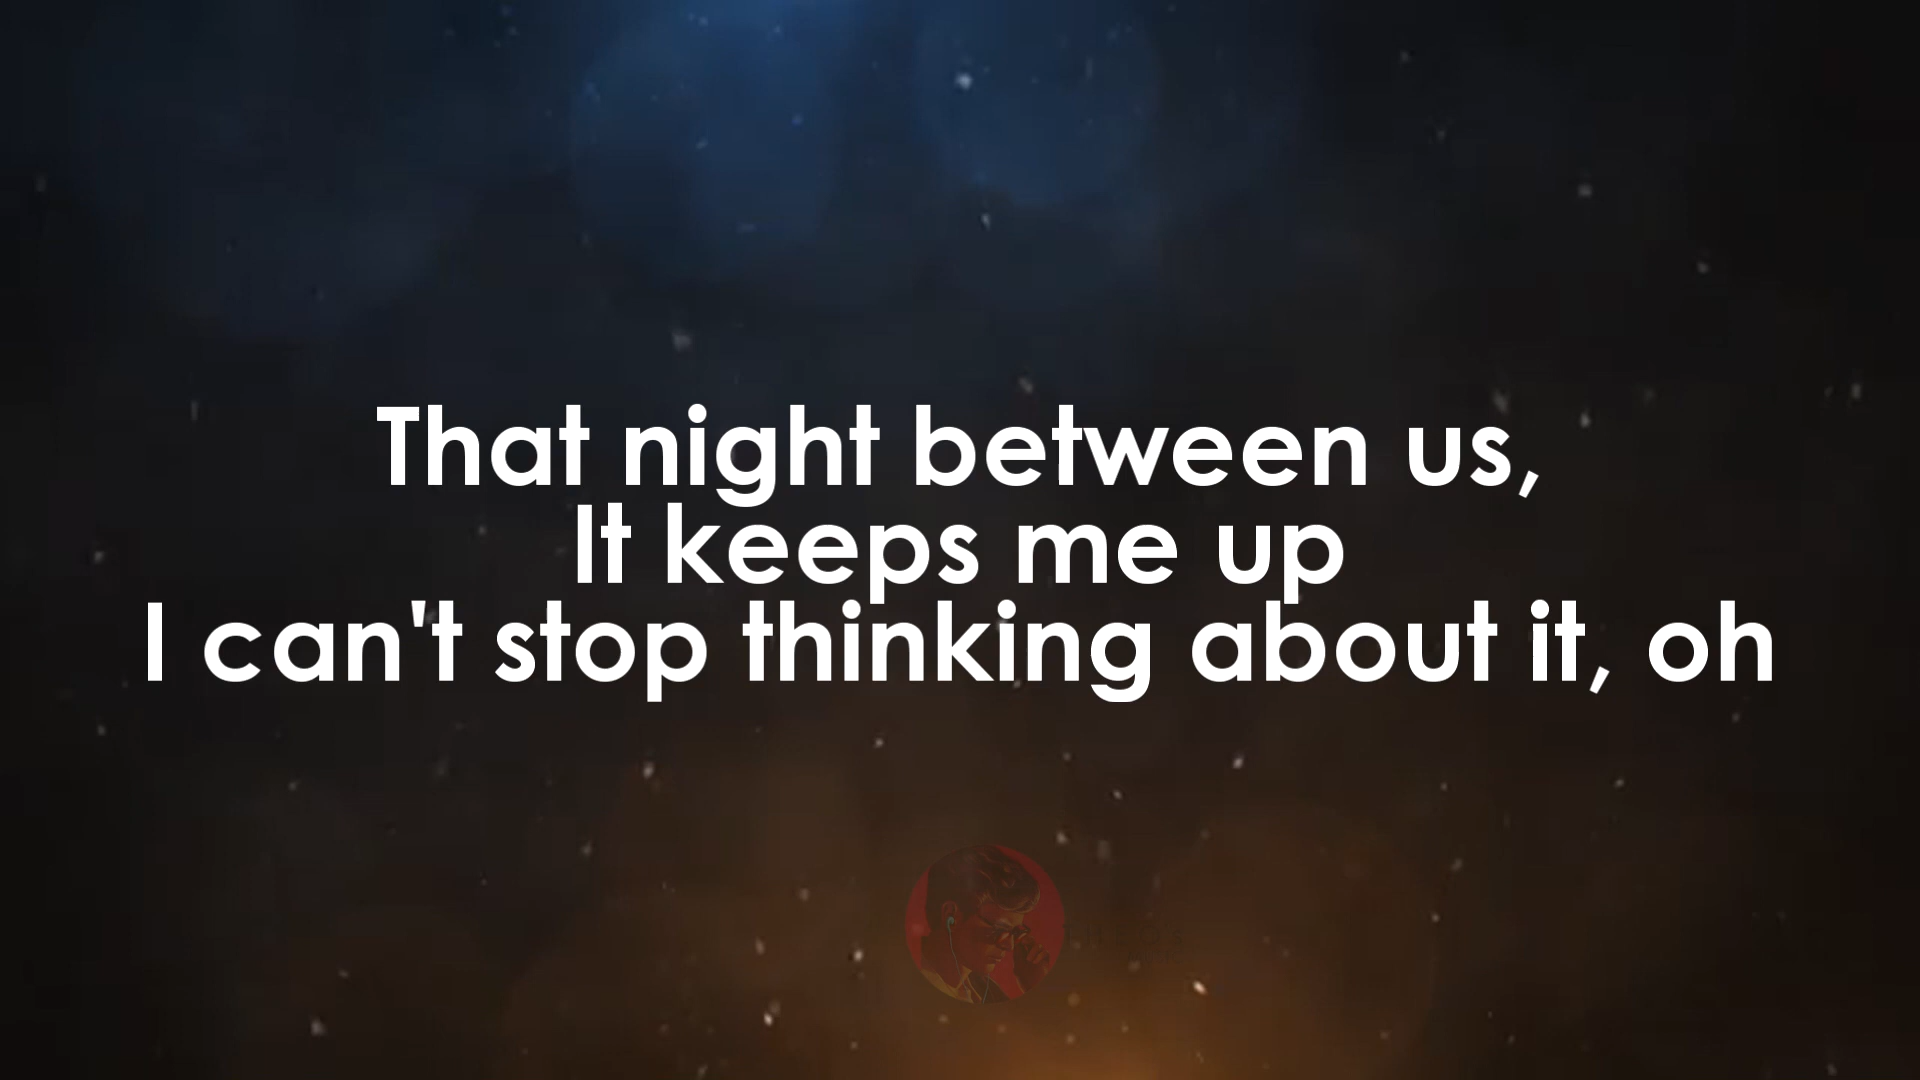 That night between us,
It keeps me up
I can't stop thinking about it, oh